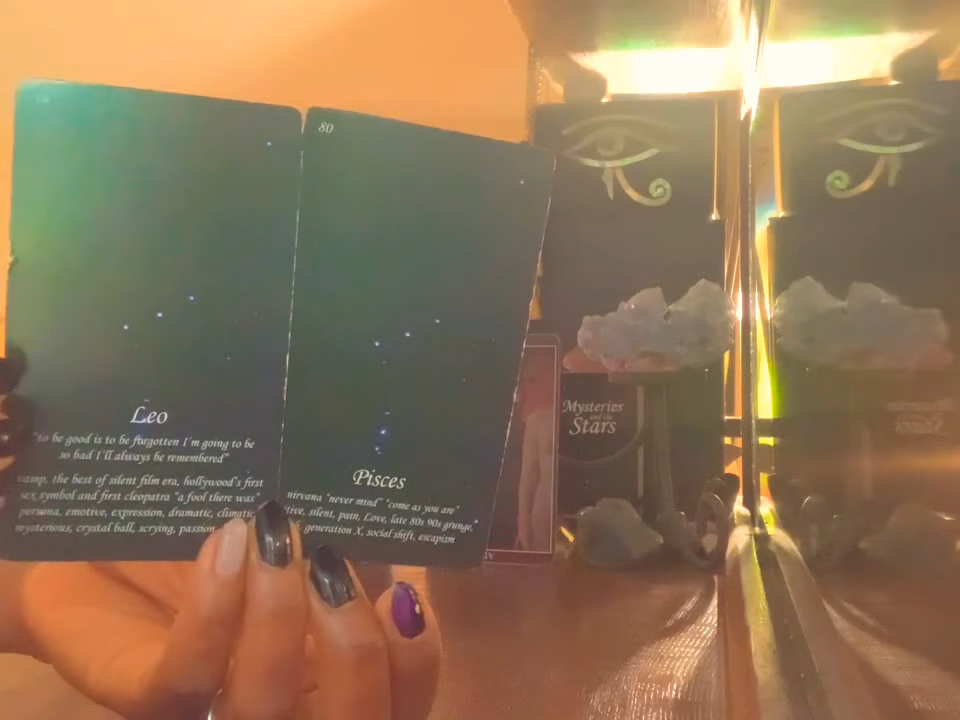 80
Leo
"to be good is to be forgotten I'm going to be
so bad I'll always be remembered"
vamp, the best of silent film era, hollywood's first
sex symbol and first cleopatra "a fool there was"
persona, emotive, expression, dramatic, climatic,
mysterious, crystal ball, scrying, passion
Pisces
nirvana "never mind" "come as you are"
silent, pain, Love, late 80s 90s grunge,
generation X, social shift, escapism
Mysteries
and the
Stars